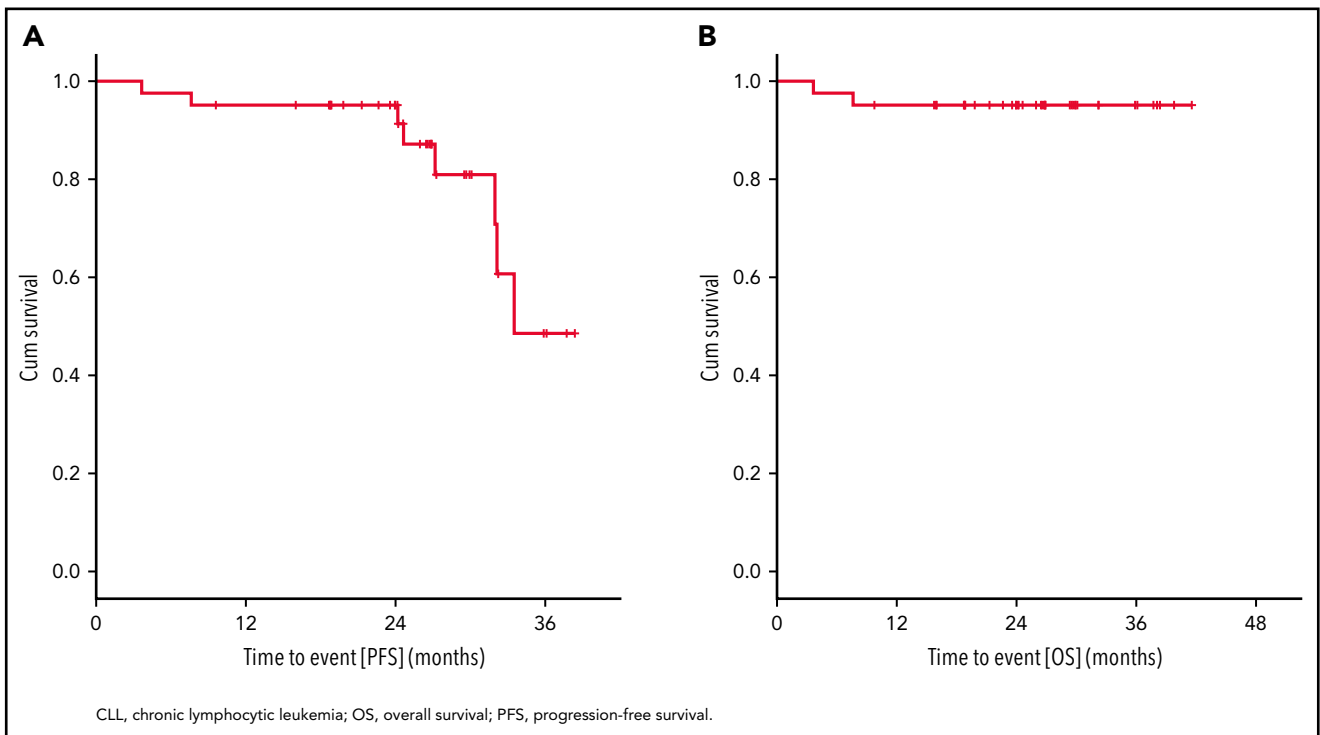 A
1.0
0.8
0.6
0.4
0.2
0.0
Cum survival
0 12 24 36
Time to event [PFS] (months)
B
1.0
0.8
0.6
0.4
0.2
0.0
Cum survival
0 12 24 36 48
Time to event [OS] (months)
CLL, chronic lymphocytic leukemia; OS, overall survival; PFS, progression-free survival.